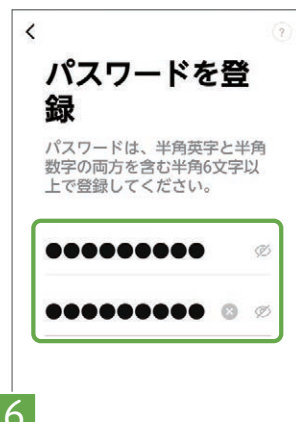 ?
パスワードを登
録
パスワードは、半角英字と半角
数字の両方を含む半角6文字以
上で登録してください。
●●●●●●●●●
●●●●●●●●●
6